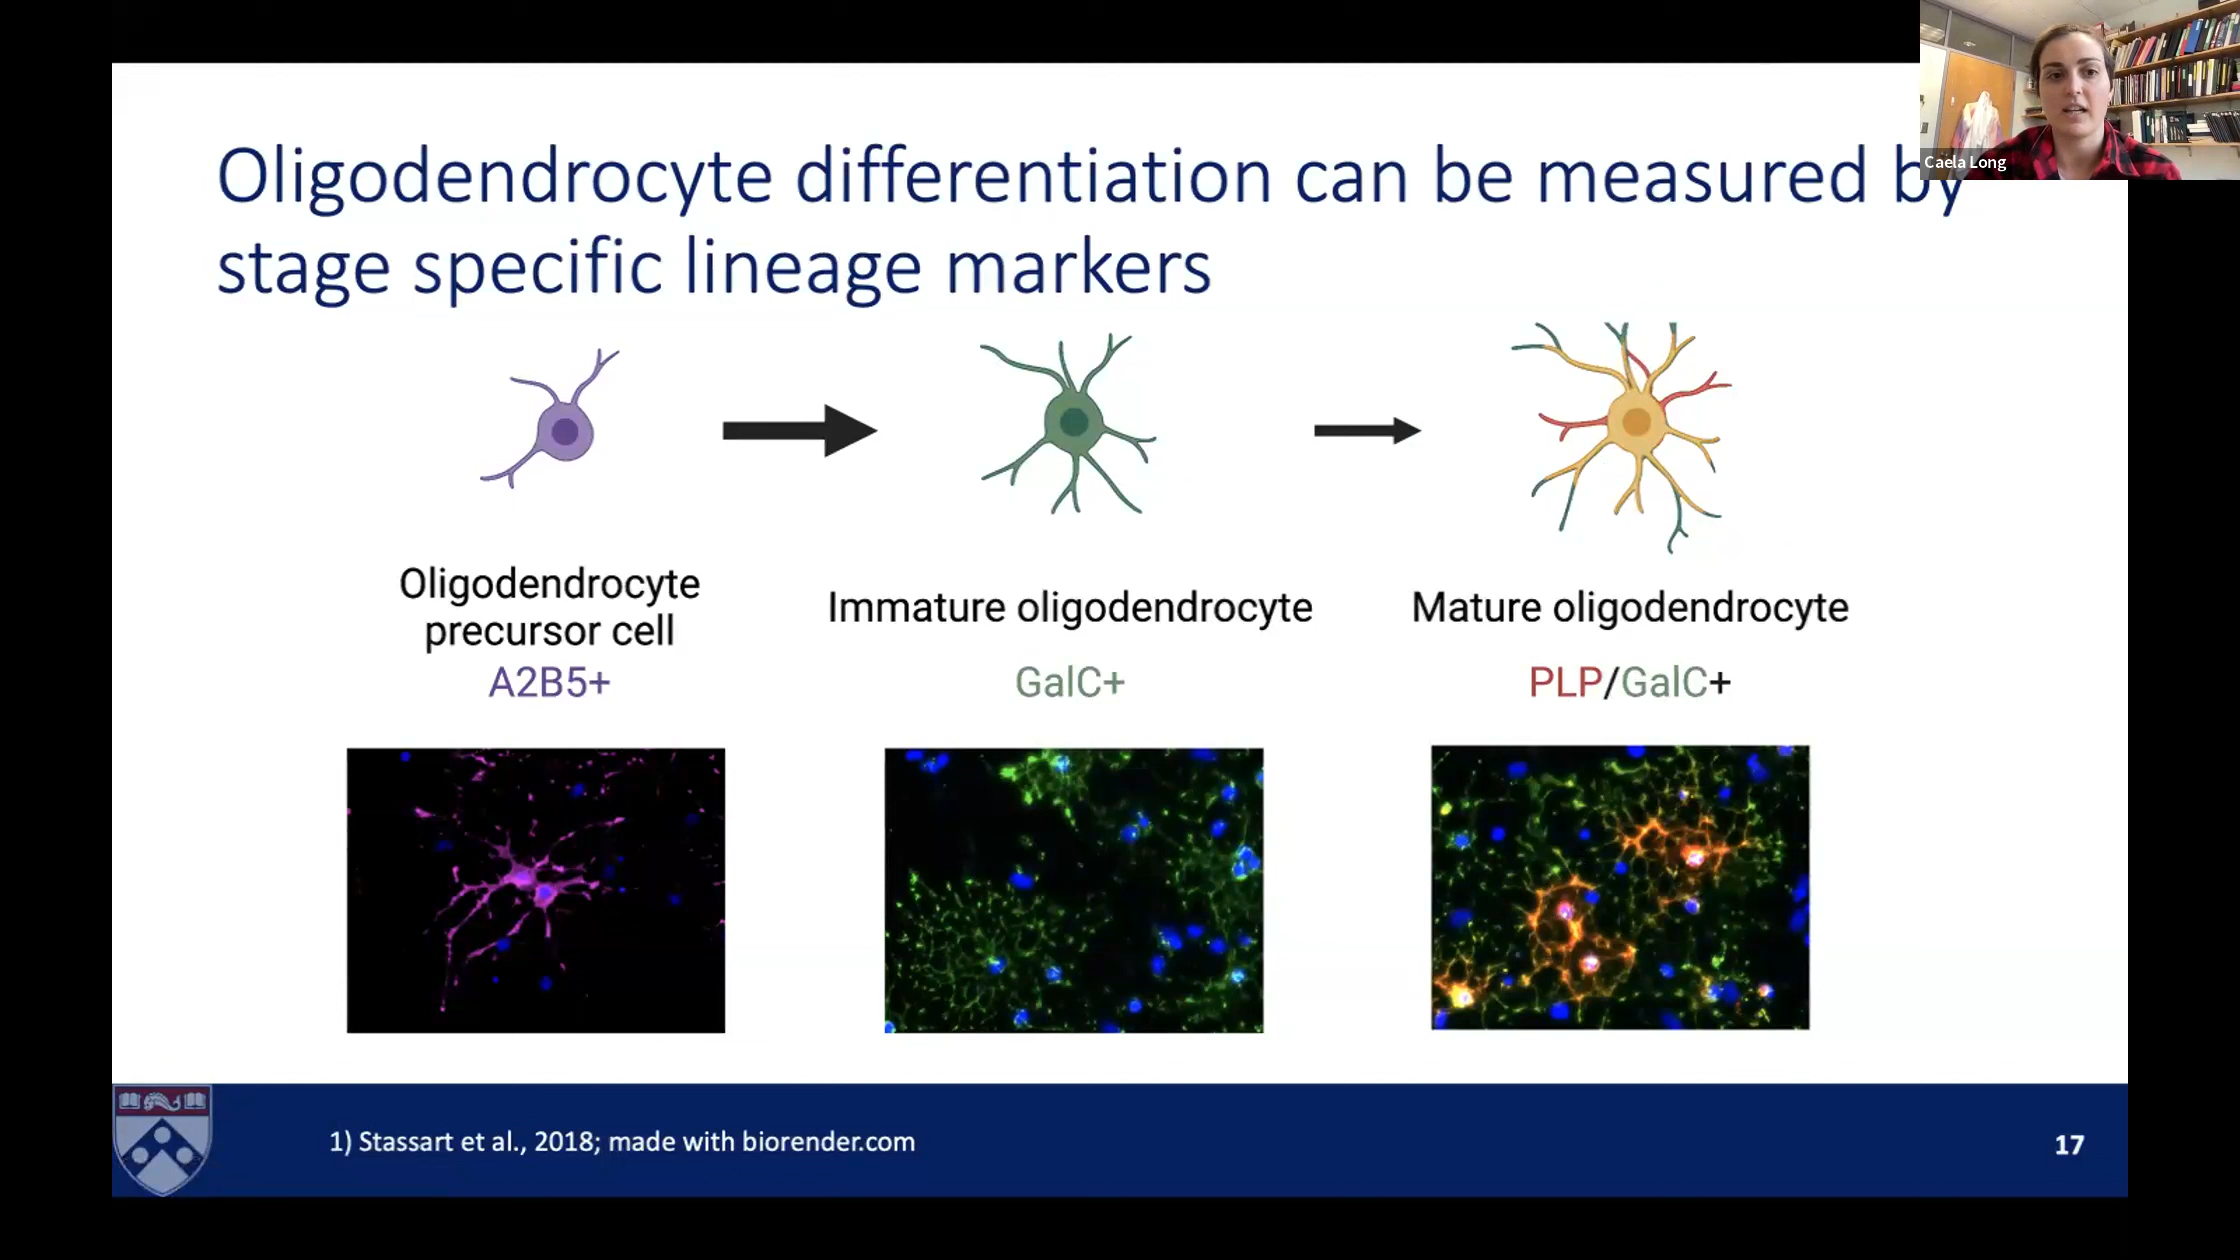 Caela Long
Oligodendrocyte differentiation can be measured by
stage specific lineage markers
Oligodendrocyte
precursor cell
A2B5+
Immature oligodendrocyte
GalC+
Mature oligodendrocyte
PLP/GalC+
1) Stassart et al., 2018; made with biorender.com
17